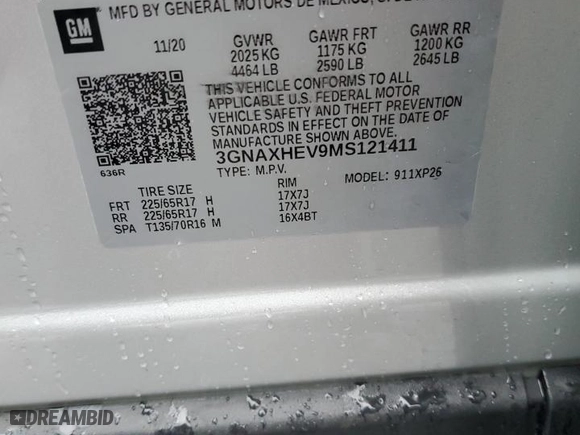 MFD BY GENERAL MOTORS DE MEXICO, S.
GM
11/20 GVWR GAWR FRT GAWR RR
2025 KG 1175 KG 1200 KG
4464 LB 2590 LB 2645 LB
THIS VEHICLE CONFORMS TO ALL
APPLICABLE U.S. FEDERAL MOTOR
VEHICLE SAFETY AND THEFT PREVENTION
STANDARDS IN EFFECT ON THE DATE OF
MANUFACTURE SHOWN ABOVE.
3GNAXHEV9MS121411
636R TYPE: M.P.V. MODEL: 911XP26
TIRE SIZE RIM
FRT 225/65R17 H 17X7J
RR 225/65R17 H 17X7J
SPA T135/70R16 M 16X4BT
DREAMBID